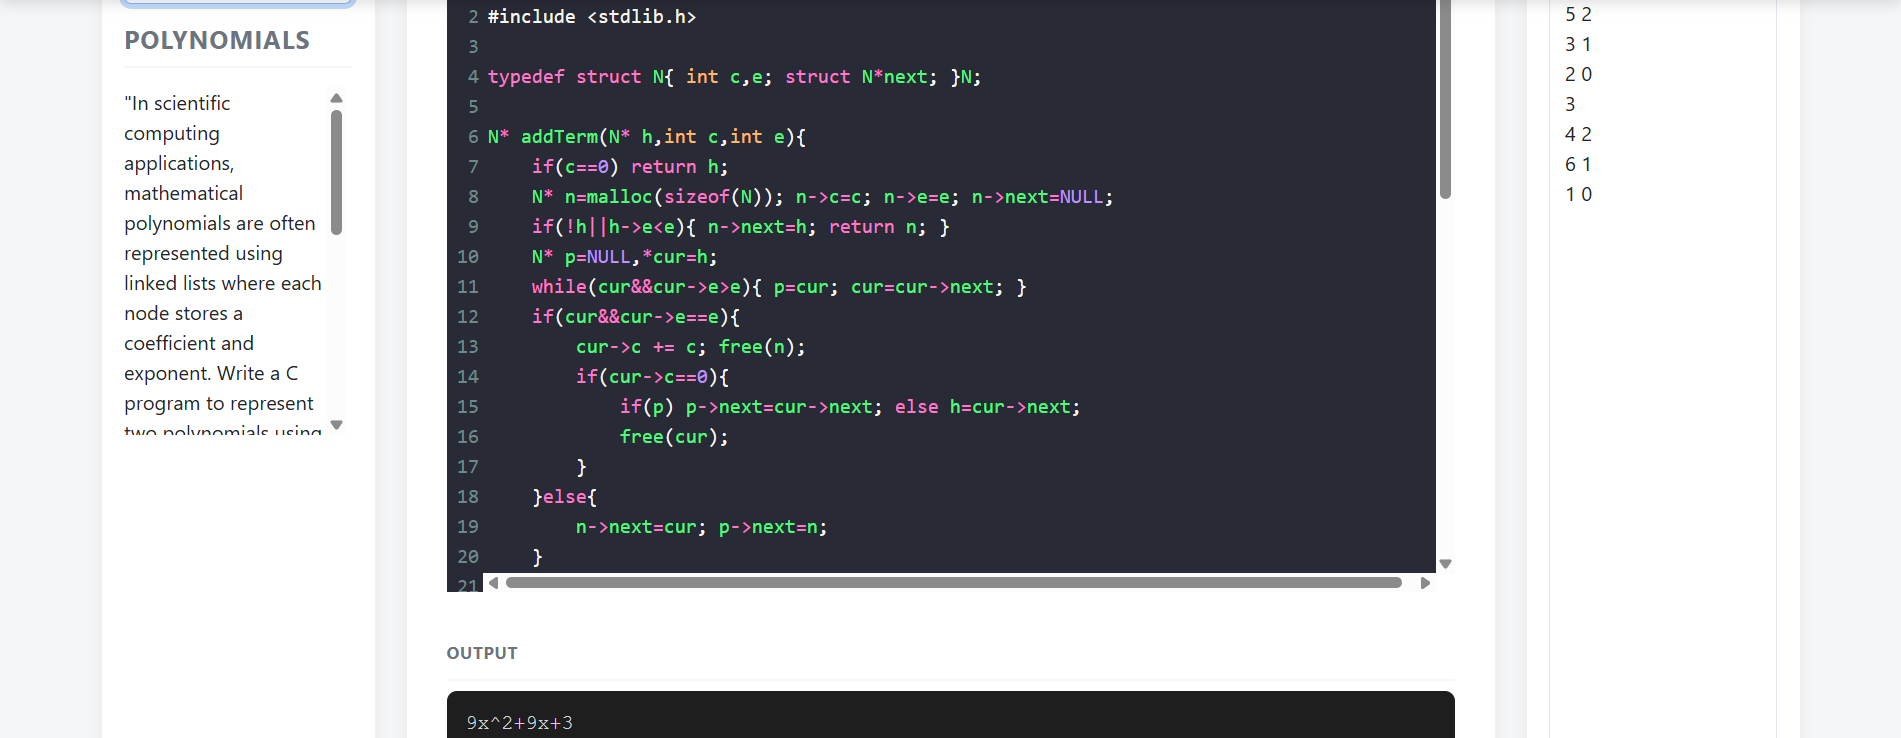 POLYNOMIALS
"In scientific
computing
applications,
mathematical
polynomials are often
represented using
linked lists where each
node stores a
coefficient and
exponent. Write a C
program to represent
two polynomials using
2 #include <stdlib.h>
3
4 typedef struct N{ int c,e; struct N*next; }N;
5
6 N* addTerm(N* h,int c,int e){
7     if(c==0) return h;
8     N* n=malloc(sizeof(N)); n->c=c; n->e=e; n->next=NULL;
9     if(!h||h->e<e){ n->next=h; return n; }
10     N* p=NULL,*cur=h;
11     while(cur&&cur->e>e){ p=cur; cur=cur->next; }
12     if(cur&&cur->e==e){
13         cur->c += c; free(n);
14         if(cur->c==0){
15             if(p) p->next=cur->next; else h=cur->next;
16             free(cur);
17         }
18     }else{
19         n->next=cur; p->next=n;
20     }
21
OUTPUT
9x^2+9x+3
5 2
3 1
2 0
3
4 2
6 1
1 0